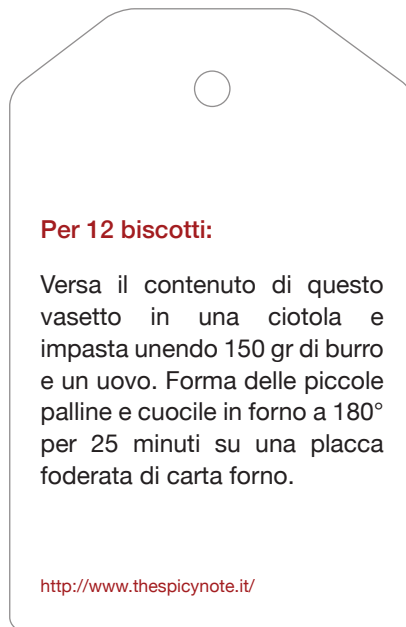 Per 12 biscotti:
Versa il contenuto di questo
vasetto in una ciotola e
impasta unendo 150 gr di burro
e un uovo. Forma delle piccole
palline e cuocile in forno a 180°
per 25 minuti su una placca
foderata di carta forno.
http://www.thespicynote.it/